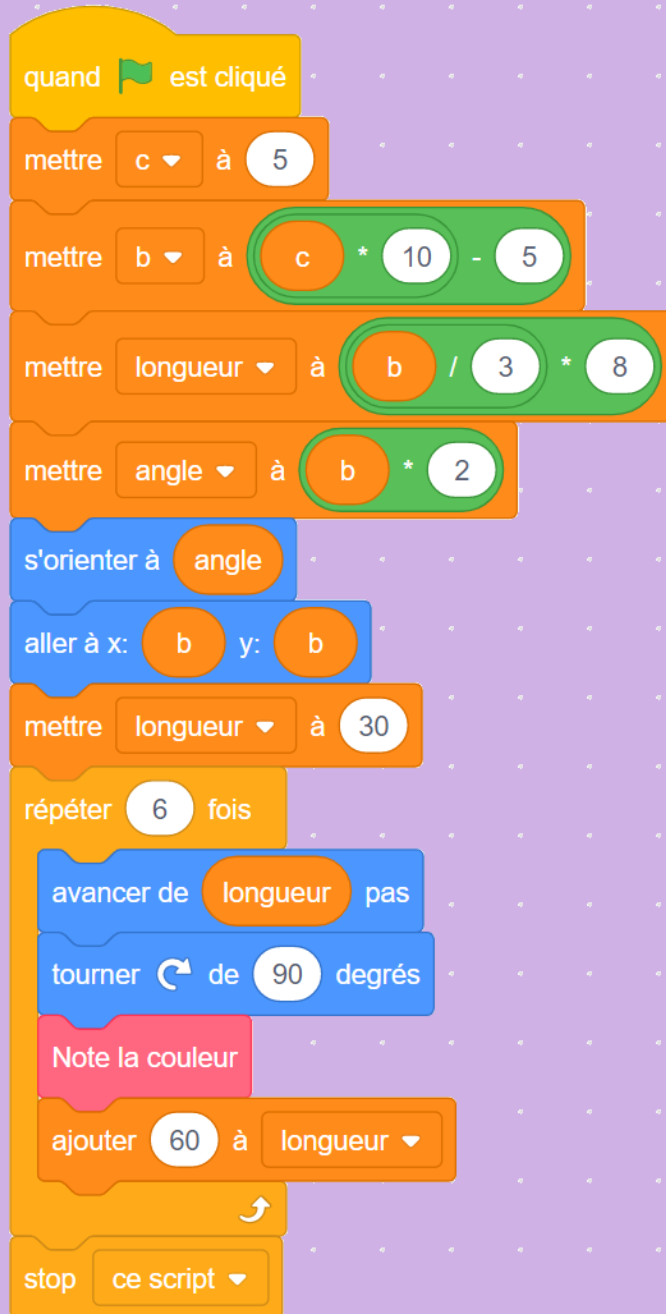 quand est cliqué
mettre c à 5
mettre b à c * 10 - 5
mettre longueur à b / 3 * 8
mettre angle à b * 2
s'orienter à angle
aller à x: b y: b
mettre longueur à 30
répéter 6 fois
avancer de longueur pas
tourner de 90 degrés
Note la couleur
ajouter 60 à longueur
stop ce script